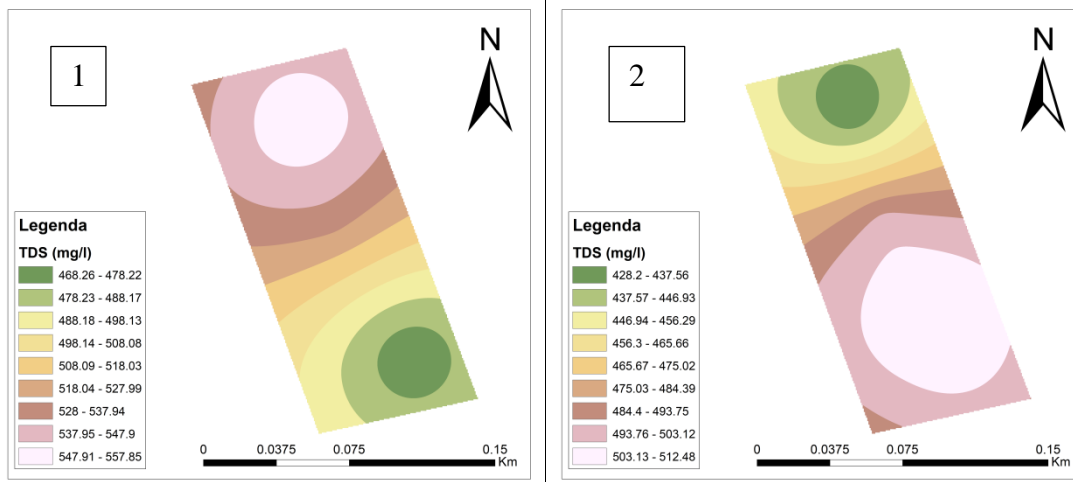 1
N
Legenda
TDS (mg/l)
468.26 - 478.22
478.23 - 488.17
488.18 - 498.13
498.14 - 508.08
508.09 - 518.03
518.04 - 527.99
528 - 537.94
537.95 - 547.9
547.91 - 557.85
0 0.0375 0.075 0.15
Km
2
N
Legenda
TDS (mg/l)
428.2 - 437.56
437.57 - 446.93
446.94 - 456.29
456.3 - 465.66
465.67 - 475.02
475.03 - 484.39
484.4 - 493.75
493.76 - 503.12
503.13 - 512.48
0 0.0375 0.075 0.15
Km